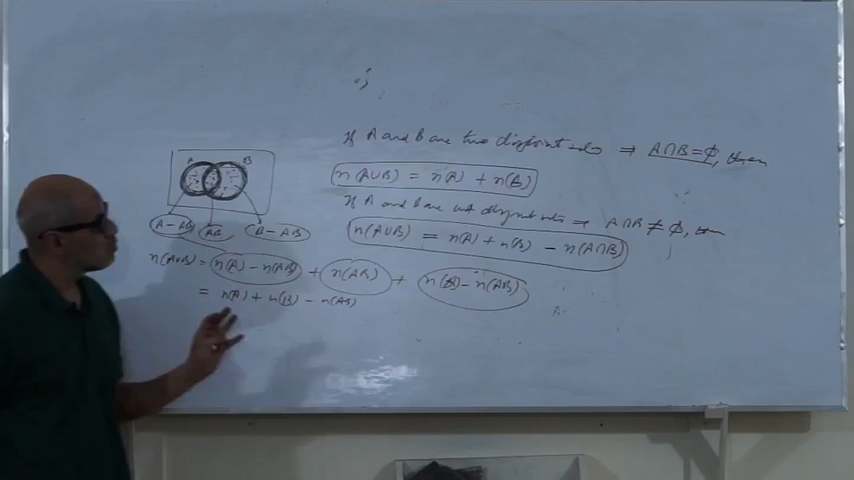 If A and B are two disjoint sets ⇒ A∩B = ϕ, then
n(A∪B) = n(A) + n(B)
If A and B are not disjoint sets ⇒ A∩B ≠ ϕ, then
n(A∪B) = n(A) + n(B) − n(A∩B)
A B
A−AB AB B−AB
n(A∪B) = n(A) − n(AB) + n(AB) + n(B) − n(AB)
= n(A) + n(B) − n(AB)